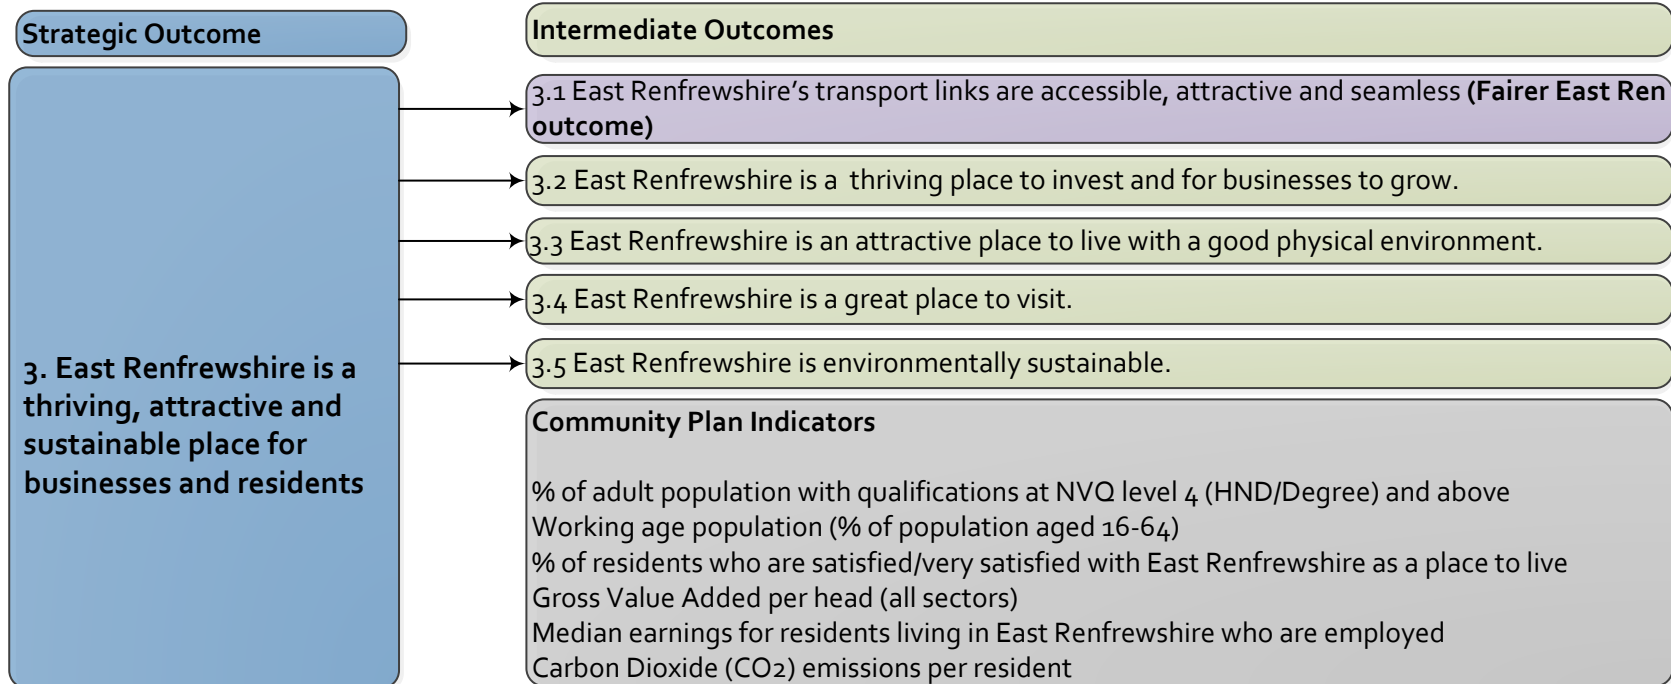 Strategic Outcome
3. East Renfrewshire is a
thriving, attractive and
sustainable place for
businesses and residents
Intermediate Outcomes
3.1 East Renfrewshire’s transport links are accessible, attractive and seamless (Fairer East Ren
outcome)
3.2 East Renfrewshire is a  thriving place to invest and for businesses to grow.
3.3 East Renfrewshire is an attractive place to live with a good physical environment.
3.4 East Renfrewshire is a great place to visit.
3.5 East Renfrewshire is environmentally sustainable.
Community Plan Indicators
% of adult population with qualifications at NVQ level 4 (HND/Degree) and above
Working age population (% of population aged 16-64)
% of residents who are satisfied/very satisfied with East Renfrewshire as a place to live
Gross Value Added per head (all sectors)
Median earnings for residents living in East Renfrewshire who are employed
Carbon Dioxide (CO2) emissions per resident